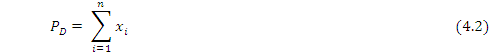 P_D = \sum_{i=1}^{n} x_i (4.2)